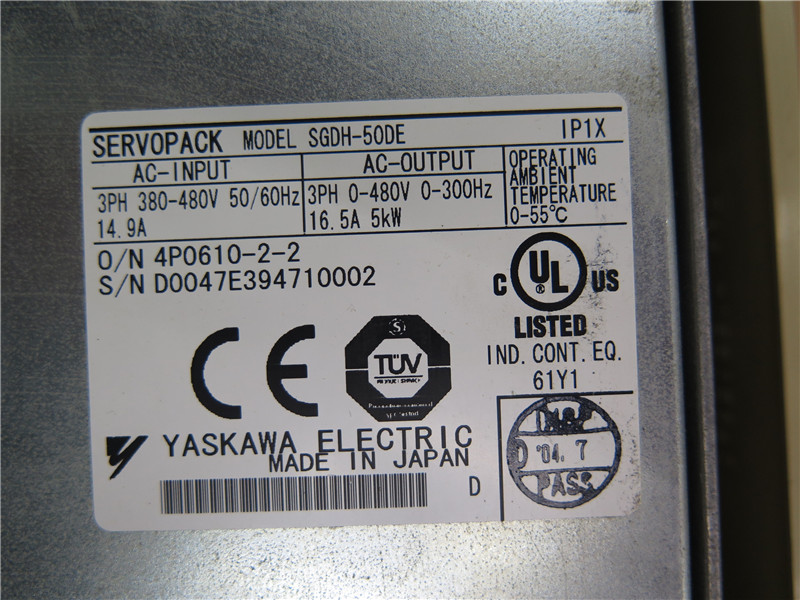 SERVOPACK MODEL SGDH-50DE IP1X
AC-INPUT
3PH 380-480V 50/60Hz
14.9A
AC-OUTPUT
3PH 0-480V 0-300Hz
16.5A 5kW
OPERATING
AMBIENT
TEMPERATURE
0-55℃
O/N 4P0610-2-2
S/N D0047E394710002
C UL ® US
LISTED
IND. CONT. EQ.
61Y1
CE
S
TÜV
YASKAWA ELECTRIC
MADE IN JAPAN
D
D '04. 7
PASS